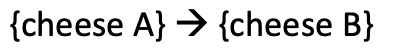 {cheese A} → {cheese B}